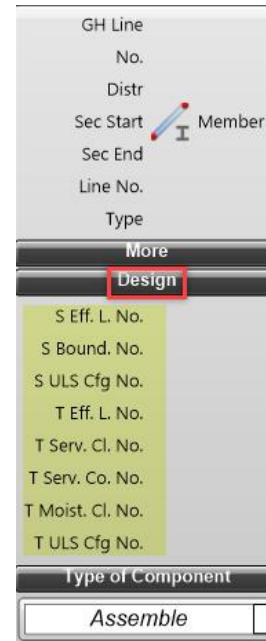 GH Line
No.
Distr
Sec Start
Member
Sec End
Line No.
Type
More
Design
S Eff. L. No.
S Bound. No.
S ULS Cfg No.
T Eff. L. No.
T Serv. Cl. No.
T Serv. Co. No.
T Moist. Cl. No.
T ULS Cfg No.
Type of Component
Assemble